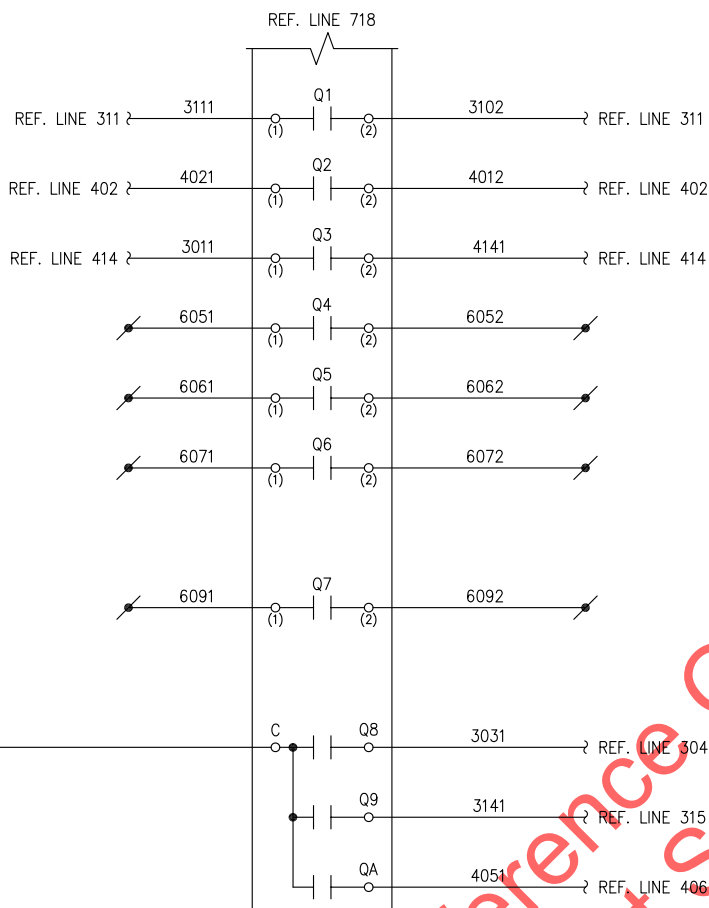 REF. LINE 718
REF. LINE 311 3111 (1) Q1 (2) 3102 REF. LINE 311
REF. LINE 402 4021 (1) Q2 (2) 4012 REF. LINE 402
REF. LINE 414 3011 (1) Q3 (2) 4141 REF. LINE 414
6051 (1) Q4 (2) 6052
6061 (1) Q5 (2) 6062
6071 (1) Q6 (2) 6072
6091 (1) Q7 (2) 6092
C Q8 3031 REF. LINE 304
Q9 3141 REF. LINE 315
QA 4051 REF. LINE 406